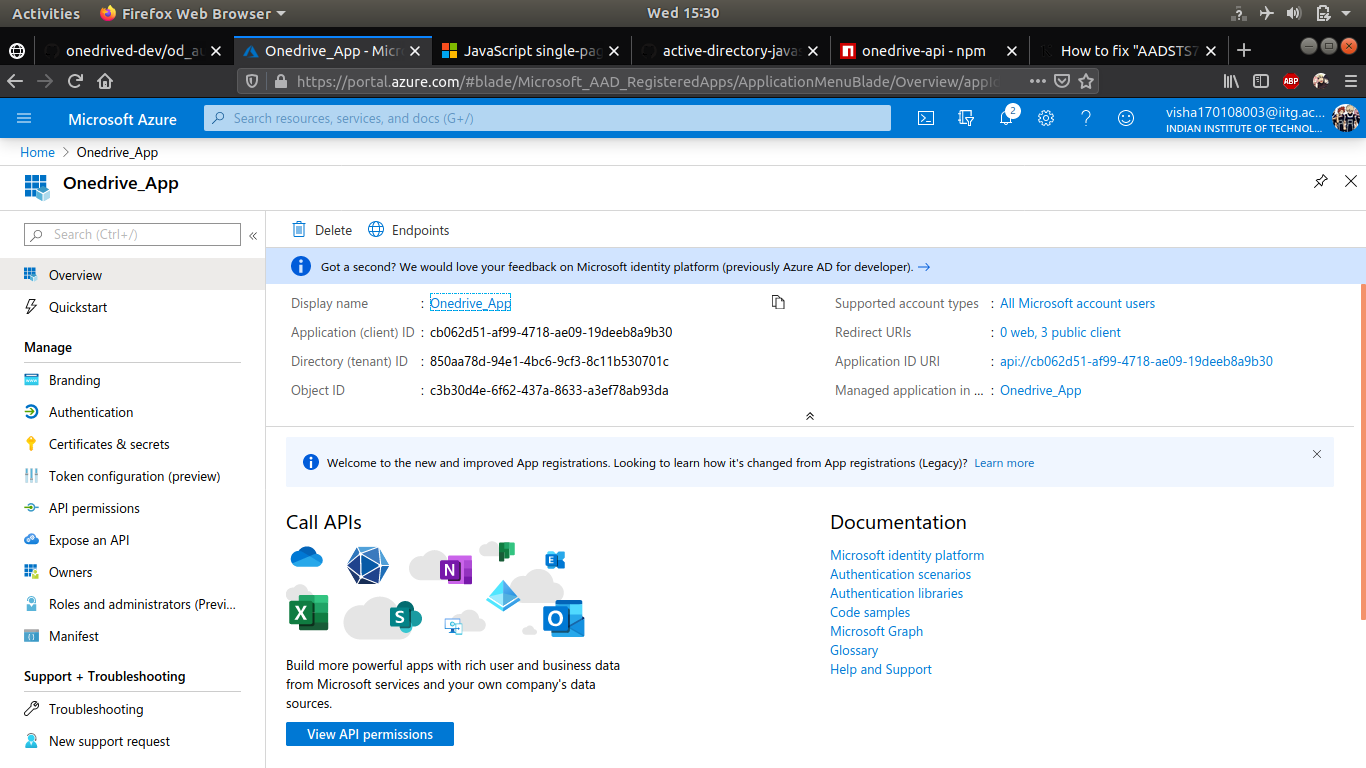 Activities Firefox Web Browser Wed 15:30
onedrived-dev/od_au Onedrive_App - Micro JavaScript single-pag active-directory-javas onedrive-api - npm How to fix "AADSTS7
https://portal.azure.com/#blade/Microsoft_AAD_RegisteredApps/ApplicationMenuBlade/Overview/appId ABP
Microsoft Azure Search resources, services, and docs (G+/) 2 visha170108003@iitg.ac...
INDIAN INSTITUTE OF TECHNOL...
Home > Onedrive_App
Onedrive_App
Search (Ctrl+/) «
Overview
Quickstart
Manage
Branding
Authentication
Certificates & secrets
Token configuration (preview)
API permissions
Expose an API
Owners
Roles and administrators (Previ...
Manifest
Support + Troubleshooting
Troubleshooting
New support request
Delete Endpoints
Got a second? We would love your feedback on Microsoft identity platform (previously Azure AD for developer). →
Display name : Onedrive_App
Application (client) ID : cb062d51-af99-4718-ae09-19deeb8a9b30
Directory (tenant) ID : 850aa78d-94e1-4bc6-9cf3-8c11b530701c
Object ID : c3b30d4e-6f62-437a-8633-a3ef78ab93da
Supported account types : All Microsoft account users
Redirect URIs : 0 web, 3 public client
Application ID URI : api://cb062d51-af99-4718-ae09-19deeb8a9b30
Managed application in ... : Onedrive_App
Welcome to the new and improved App registrations. Looking to learn how it's changed from App registrations (Legacy)? Learn more
Call APIs
N
E
X
S
O
Build more powerful apps with rich user and business data
from Microsoft services and your own company's data
sources.
View API permissions
Documentation
Microsoft identity platform
Authentication scenarios
Authentication libraries
Code samples
Microsoft Graph
Glossary
Help and Support